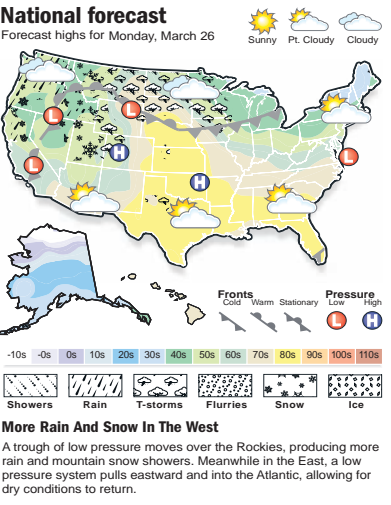 National forecast
Forecast highs for Monday, March 26
Sunny
Pt. Cloudy
Cloudy
L
L
H
L
L
H
Fronts
Cold
Warm
Stationary
Pressure
Low
High
L
H
-10s
-0s
0s
10s
20s
30s
40s
50s
60s
70s
80s
90s
100s
110s
Showers
Rain
T-storms
Flurries
Snow
Ice
More Rain And Snow In The West
A trough of low pressure moves over the Rockies, producing more
rain and mountain snow showers. Meanwhile in the East, a low
pressure system pulls eastward and into the Atlantic, allowing for
dry conditions to return.